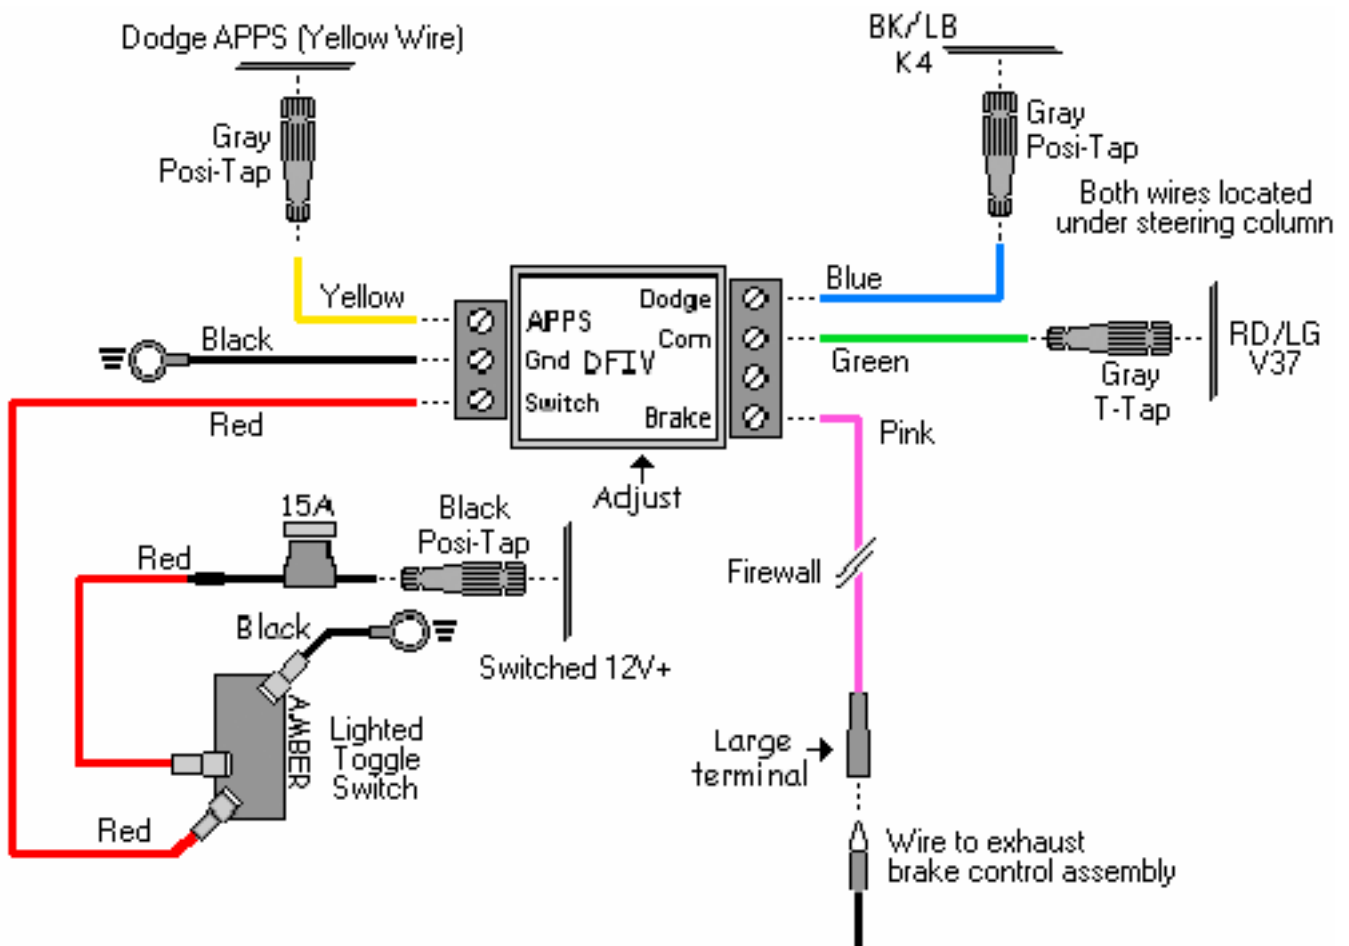 Dodge APPS (Yellow Wire)
Gray
Posi-Tap
BK/LB
K4
Gray
Posi-Tap
Both wires located
under steering column
Yellow
Black
Red
APPS
Gnd DFIV
Switch
Dodge
Com
Brake
Adjust
Blue
Green
Gray
T-Tap
RD/LG
V37
Pink
15A
Red
Black
Posi-Tap
Black
Switched 12V+
AMBER
Lighted
Toggle
Switch
Red
Firewall
Large
terminal
Wire to exhaust
brake control assembly